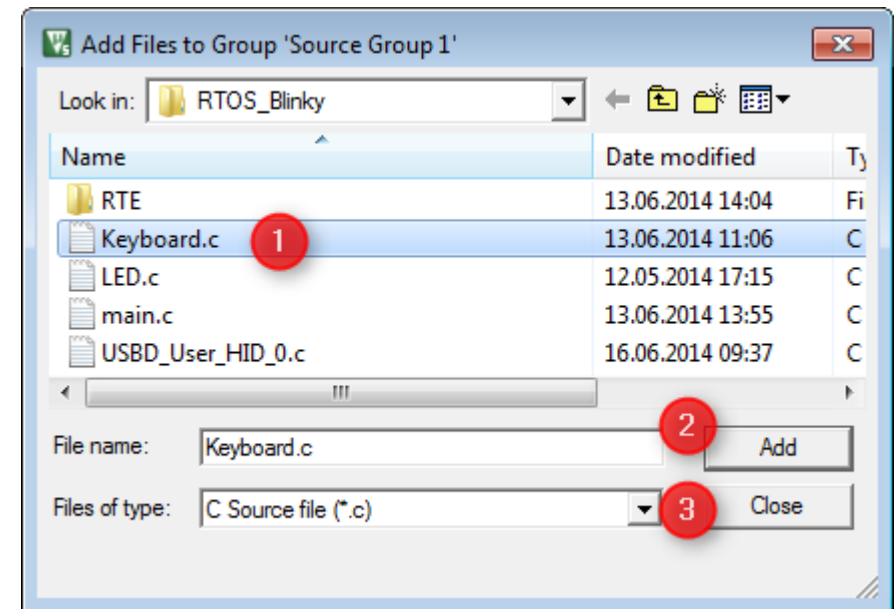 Add Files to Group 'Source Group 1'
Look in: RTOS_Blinky
Name Date modified Ty
RTE 13.06.2014 14:04 Fi
Keyboard.c 1 13.06.2014 11:06 C
LED.c 12.05.2014 17:15 C
main.c 13.06.2014 13:55 C
USBD_User_HID_0.c 16.06.2014 09:37 C
File name: Keyboard.c 2 Add
Files of type: C Source file (*.c) 3 Close